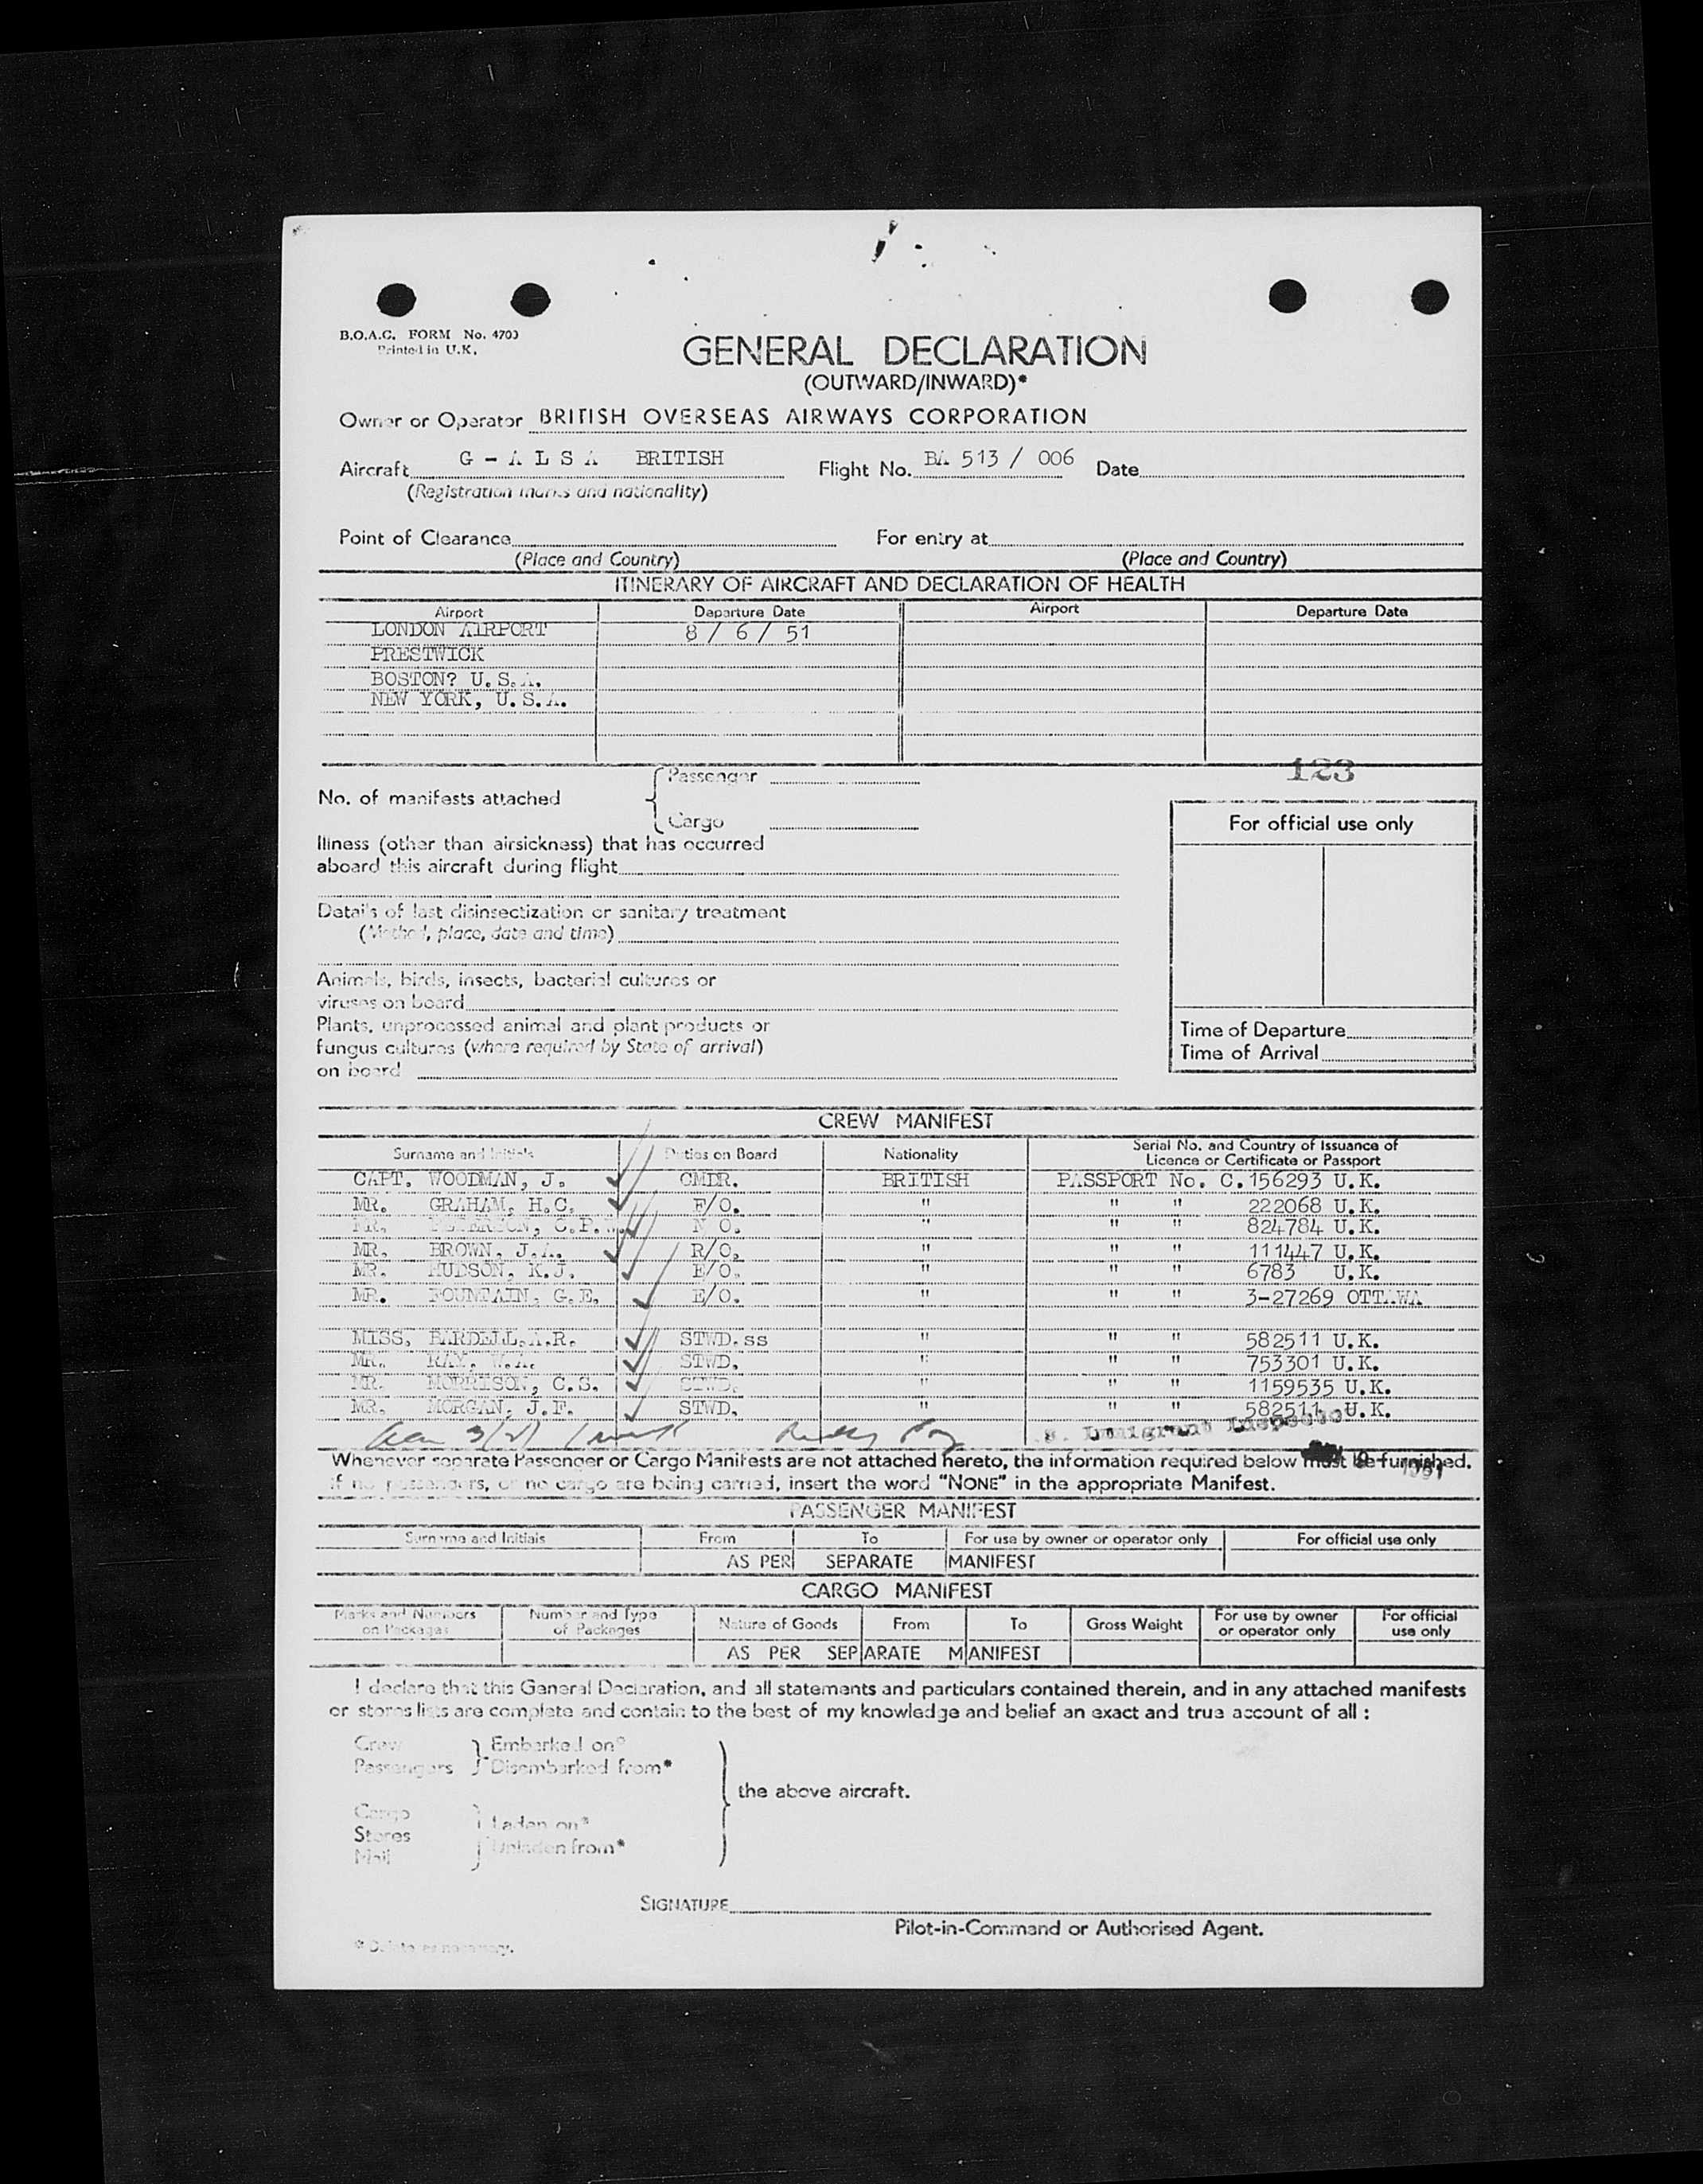 B.O.A.C. FORM No. 4700
Printed in U.K.
GENERAL DECLARATION
(OUTWARD/INWARD)*
Owner or Operator BRITISH OVERSEAS AIRWAYS CORPORATION
Aircraft G - A L S A BRITISH Flight No. BA 513 / 006 Date
(Registration marks and nationality)
Point of Clearance For entry at
(Place and Country) (Place and Country)
ITINERARY OF AIRCRAFT AND DECLARATION OF HEALTH
Airport Departure Date Airport Departure Date
LONDON AIRPORT 8 / 6 / 51
PRESTWICK
BOSTON? U.S.A.
NEW YORK, U.S.A.
123
No. of manifests attached { Passenger
Cargo
For official use only
Illness (other than airsickness) that has occurred
aboard this aircraft during flight
Details of last disinsectization or sanitary treatment
(Method, place, date and time)
Animals, birds, insects, bacterial cultures or
viruses on board
Plants, unprocessed animal and plant products or
fungus cultures (where required by State of arrival)
on board
Time of Departure
Time of Arrival
CREW MANIFEST
Surname and Initials Duties on Board Nationality Serial No. and Country of Issuance of
Licence or Certificate or Passport
CAPT. WOODMAN, J. CMDR. BRITISH PASSPORT No. C.156293 U.K.
MR. GRAHAM, H.C. F/O. " " " 222068 U.K.
MR. C.P. N O. " " " 824784 U.K.
MR. BROWN, J.A. R/O. " " " 111447 U.K.
MR. HUDSON, K.J. E/O. " " " 6783 U.K.
MR. FOUNTAIN, G.E. E/O. " " " 3-27269 OTTAWA
MISS. BARDELL, A.R. STWD.ss " " " 582511 U.K.
MR. RAY, W.A. STWD. " " " 753301 U.K.
MR. MORRISON, C.S. STWD. " " " 1159535 U.K.
MR. MORGAN, J.F. STWD. " " " 582511 U.K.
S. Immigrant Inspector
Whenever separate Passenger or Cargo Manifests are not attached hereto, the information required below must be furnished.
1951
If no passengers, or no cargo are being carried, insert the word "NONE" in the appropriate Manifest.
PASSENGER MANIFEST
Surname and Initials From To For use by owner or operator only For official use only
AS PER SEPARATE MANIFEST
CARGO MANIFEST
Marks and Numbers on Packages Number and Type of Packages Nature of Goods From To Gross Weight For use by owner or operator only For official use only
AS PER SEPARATE MANIFEST
I declare that this General Declaration, and all statements and particulars contained therein, and in any attached manifests
or stores lists are complete and contain to the best of my knowledge and belief an exact and true account of all :
Crew } Embarked on*
Passengers Disembarked from*
the above aircraft.
Cargo
Stores } Laden on*
Mail Unladen from*
SIGNATURE
Pilot-in-Command or Authorised Agent.
* Delete as necessary.